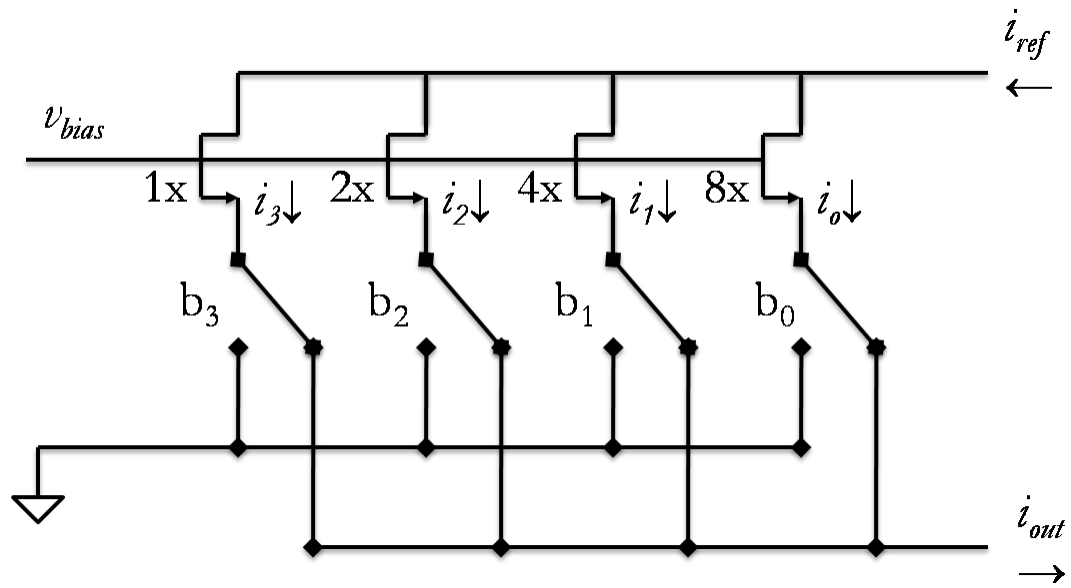 i_ref
←
v_bias
1x i_3↓ 2x i_2↓ 4x i_1↓ 8x i_o↓
b_3 b_2 b_1 b_0
i_out
→